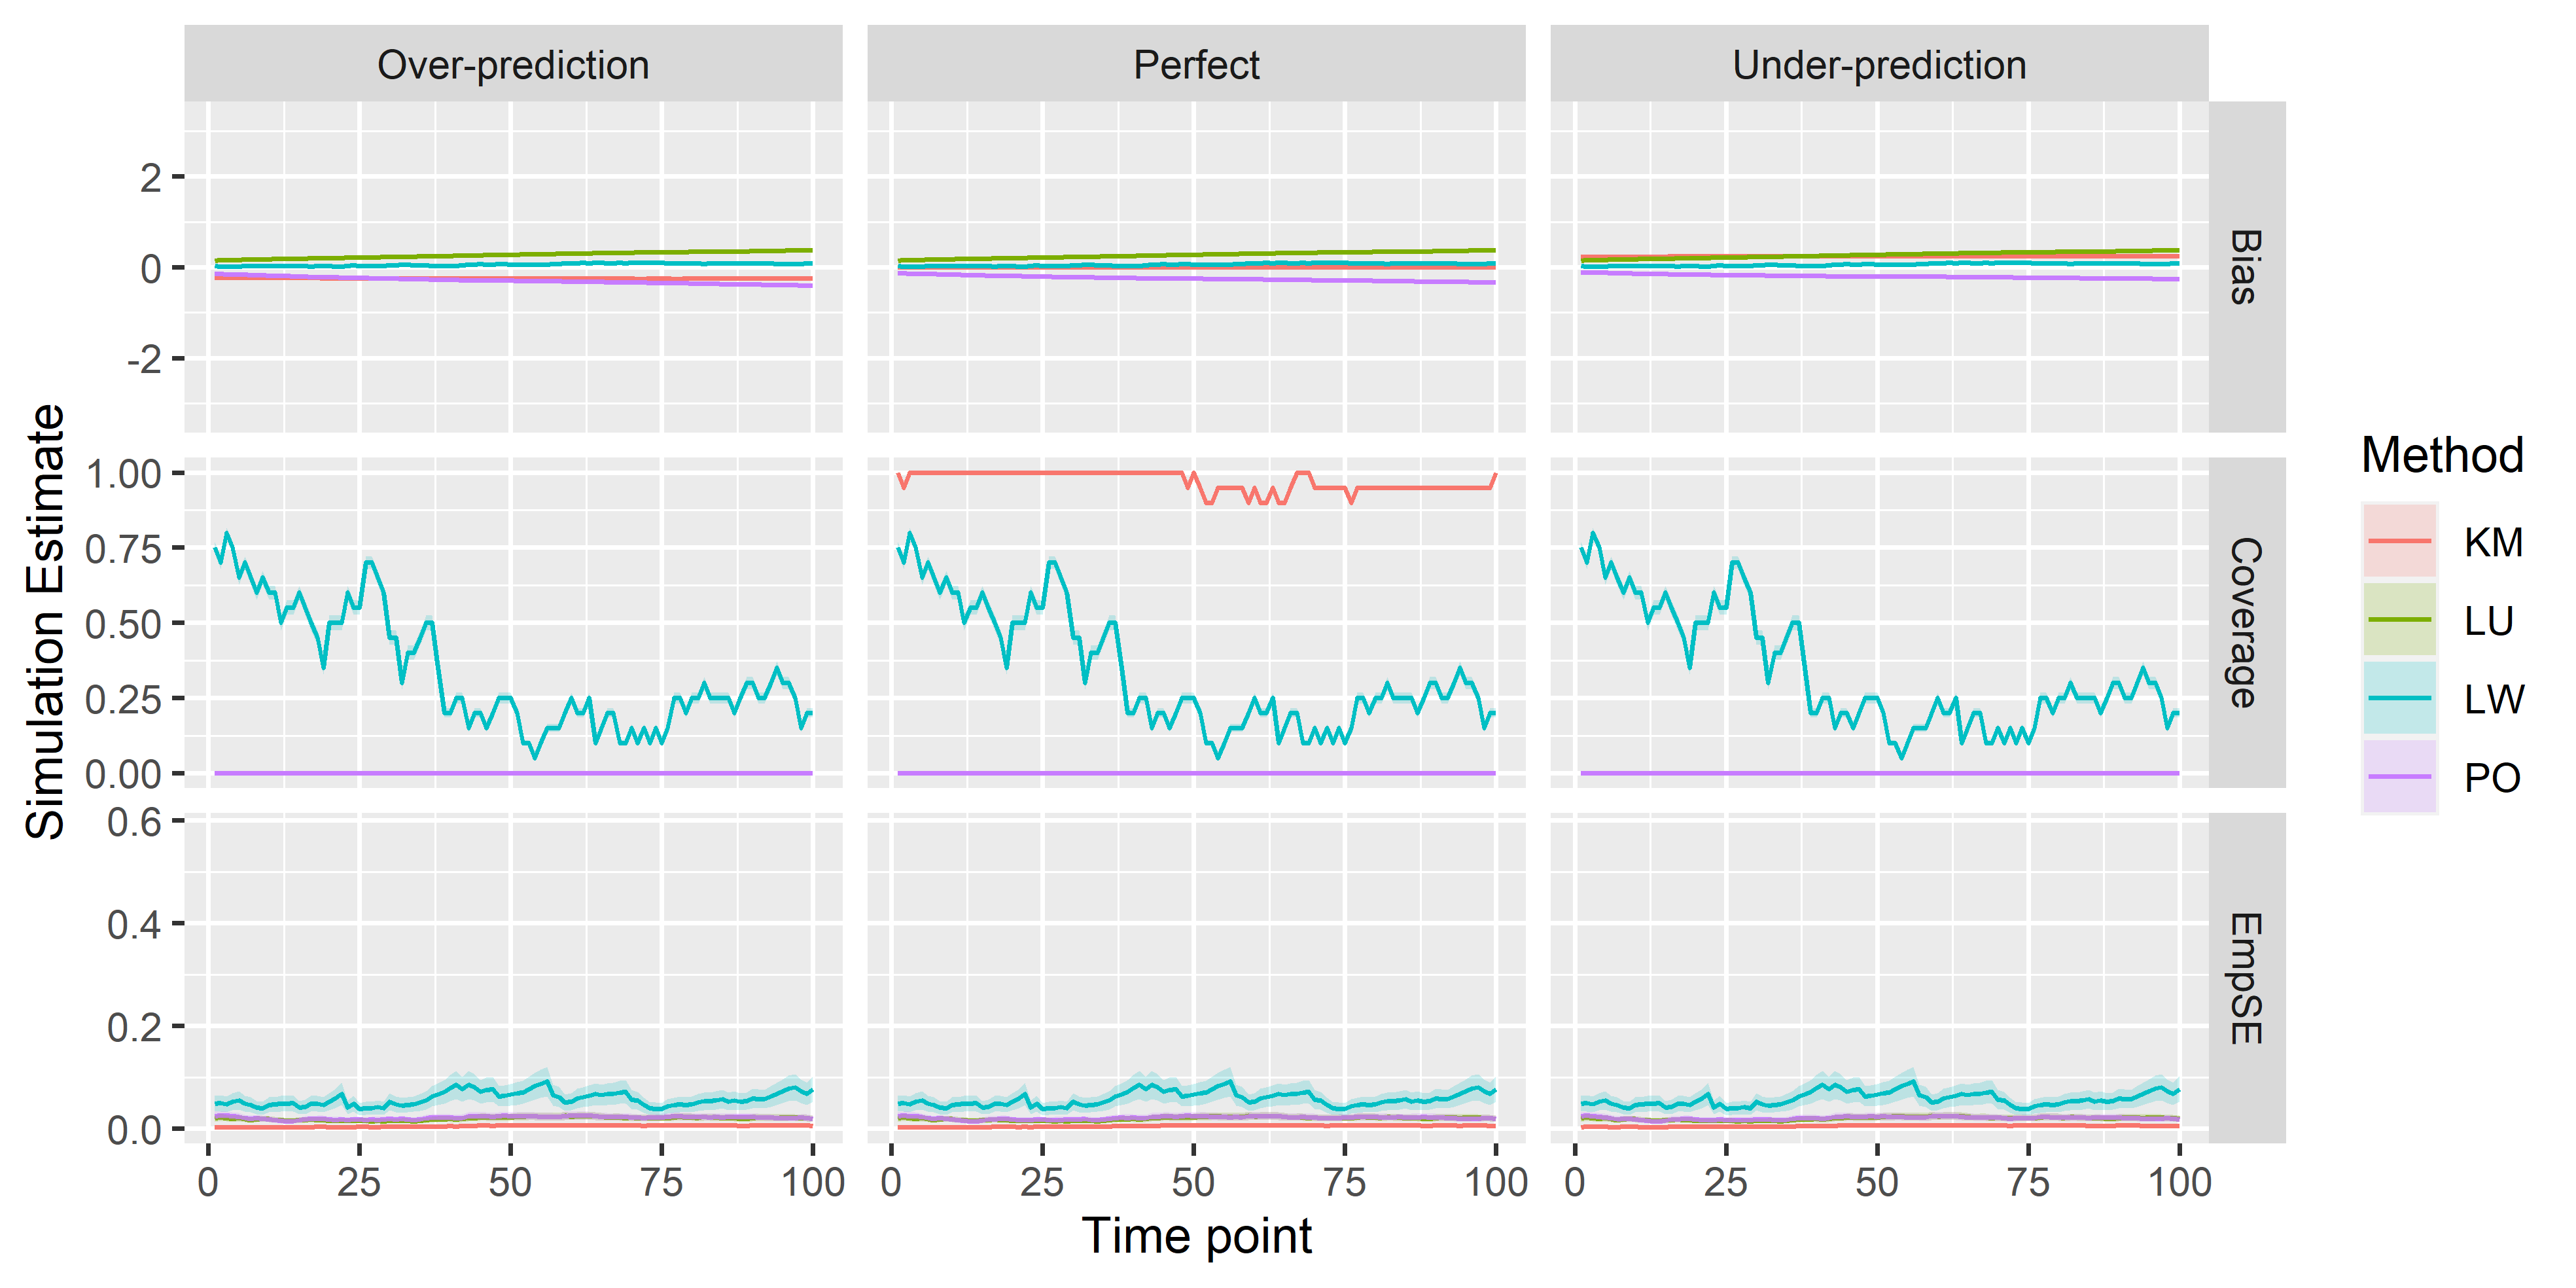 Over-prediction
Perfect
Under-prediction
2
0
-2
Bias
1.00
0.75
0.50
0.25
0.00
Coverage
0.6
0.4
0.2
0.0
EmpSE
0 25 50 75 100
0 25 50 75 100
0 25 50 75 100
Time point
Simulation Estimate
Method
KM
LU
LW
PO